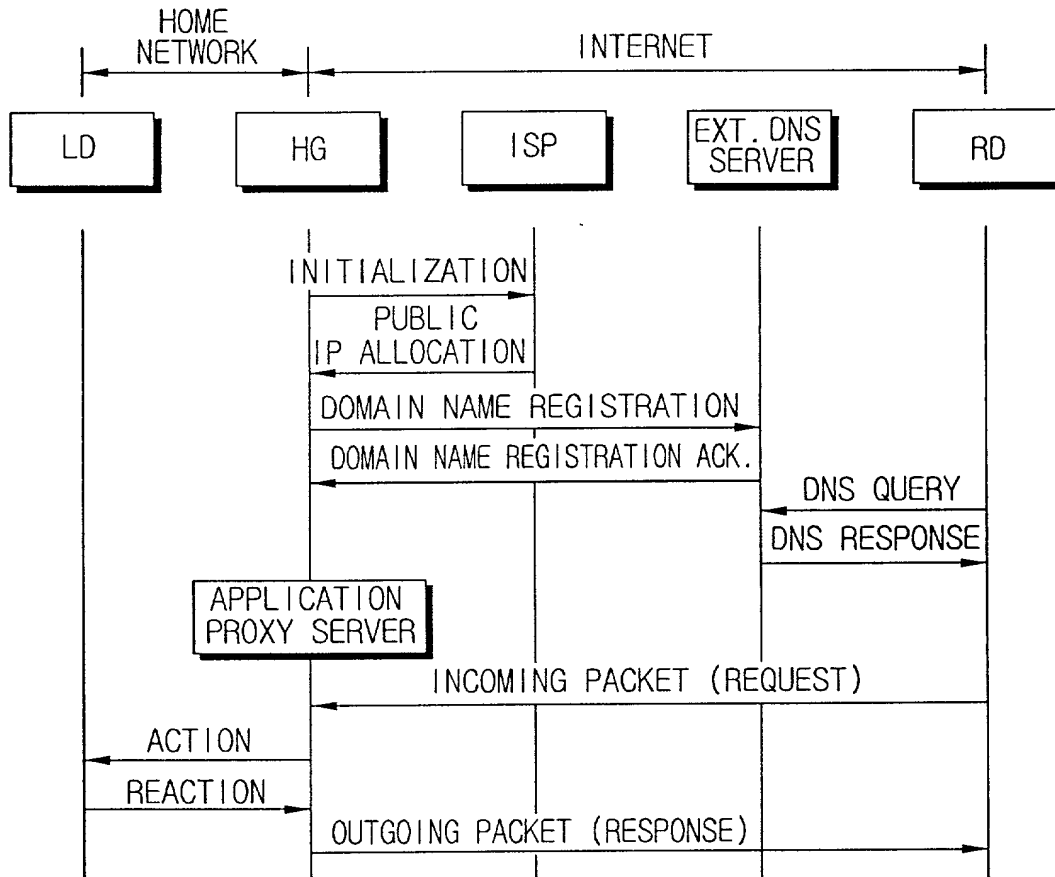 HOME
NETWORK
INTERNET
LD
HG
ISP
EXT. DNS
SERVER
RD
INITIALIZATION
PUBLIC
IP ALLOCATION
DOMAIN NAME REGISTRATION
DOMAIN NAME REGISTRATION ACK.
DNS QUERY
DNS RESPONSE
APPLICATION
PROXY SERVER
INCOMING PACKET (REQUEST)
ACTION
REACTION
OUTGOING PACKET (RESPONSE)